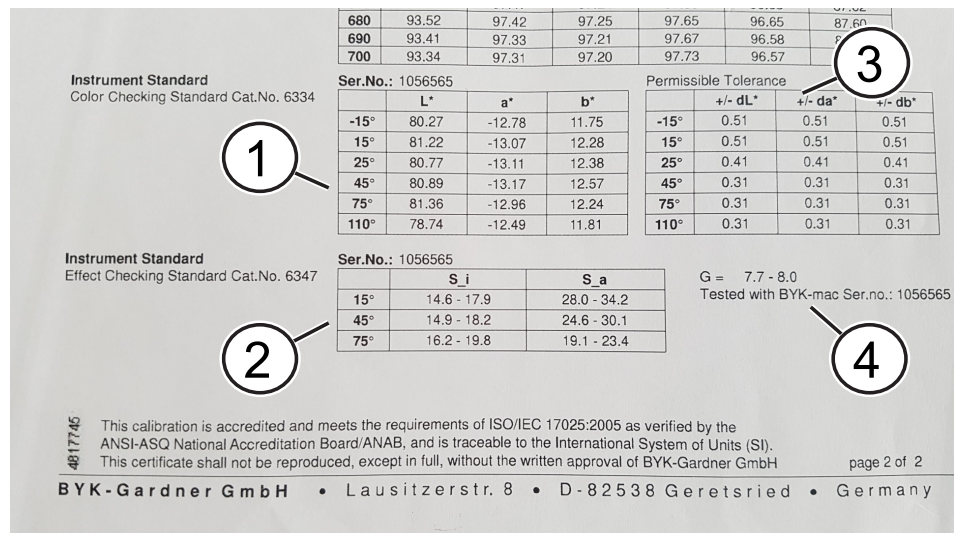 680 93.52 97.42 97.25 97.65 96.65 87.60
690 93.41 97.33 97.21 97.67 96.58
700 93.34 97.31 97.20 97.73 96.57
3
Instrument Standard
Color Checking Standard Cat.No. 6334
Ser.No.: 1056565
L* a* b*
-15° 80.27 -12.78 11.75
15° 81.22 -13.07 12.28
25° 80.77 -13.11 12.38
45° 80.89 -13.17 12.57
75° 81.36 -12.96 12.24
110° 78.74 -12.49 11.81
1
Permissible Tolerance
+/- dL* +/- da* +/- db*
-15° 0.51 0.51 0.51
15° 0.51 0.51 0.51
25° 0.41 0.41 0.41
45° 0.31 0.31 0.31
75° 0.31 0.31 0.31
110° 0.31 0.31 0.31
Instrument Standard
Effect Checking Standard Cat.No. 6347
Ser.No.: 1056565
S_i S_a
15° 14.6 - 17.9 28.0 - 34.2
45° 14.9 - 18.2 24.6 - 30.1
75° 16.2 - 19.8 19.1 - 23.4
2
G = 7.7 - 8.0
Tested with BYK-mac Ser.no.: 1056565
4
4817745
This calibration is accredited and meets the requirements of ISO/IEC 17025:2005 as verified by the
ANSI-ASQ National Accreditation Board/ANAB, and is traceable to the International System of Units (SI).
This certificate shall not be reproduced, except in full, without the written approval of BYK-Gardner GmbH
page 2 of 2
BYK-Gardner GmbH • Lausitzerstr. 8 • D-82538 Geretsried • Germany